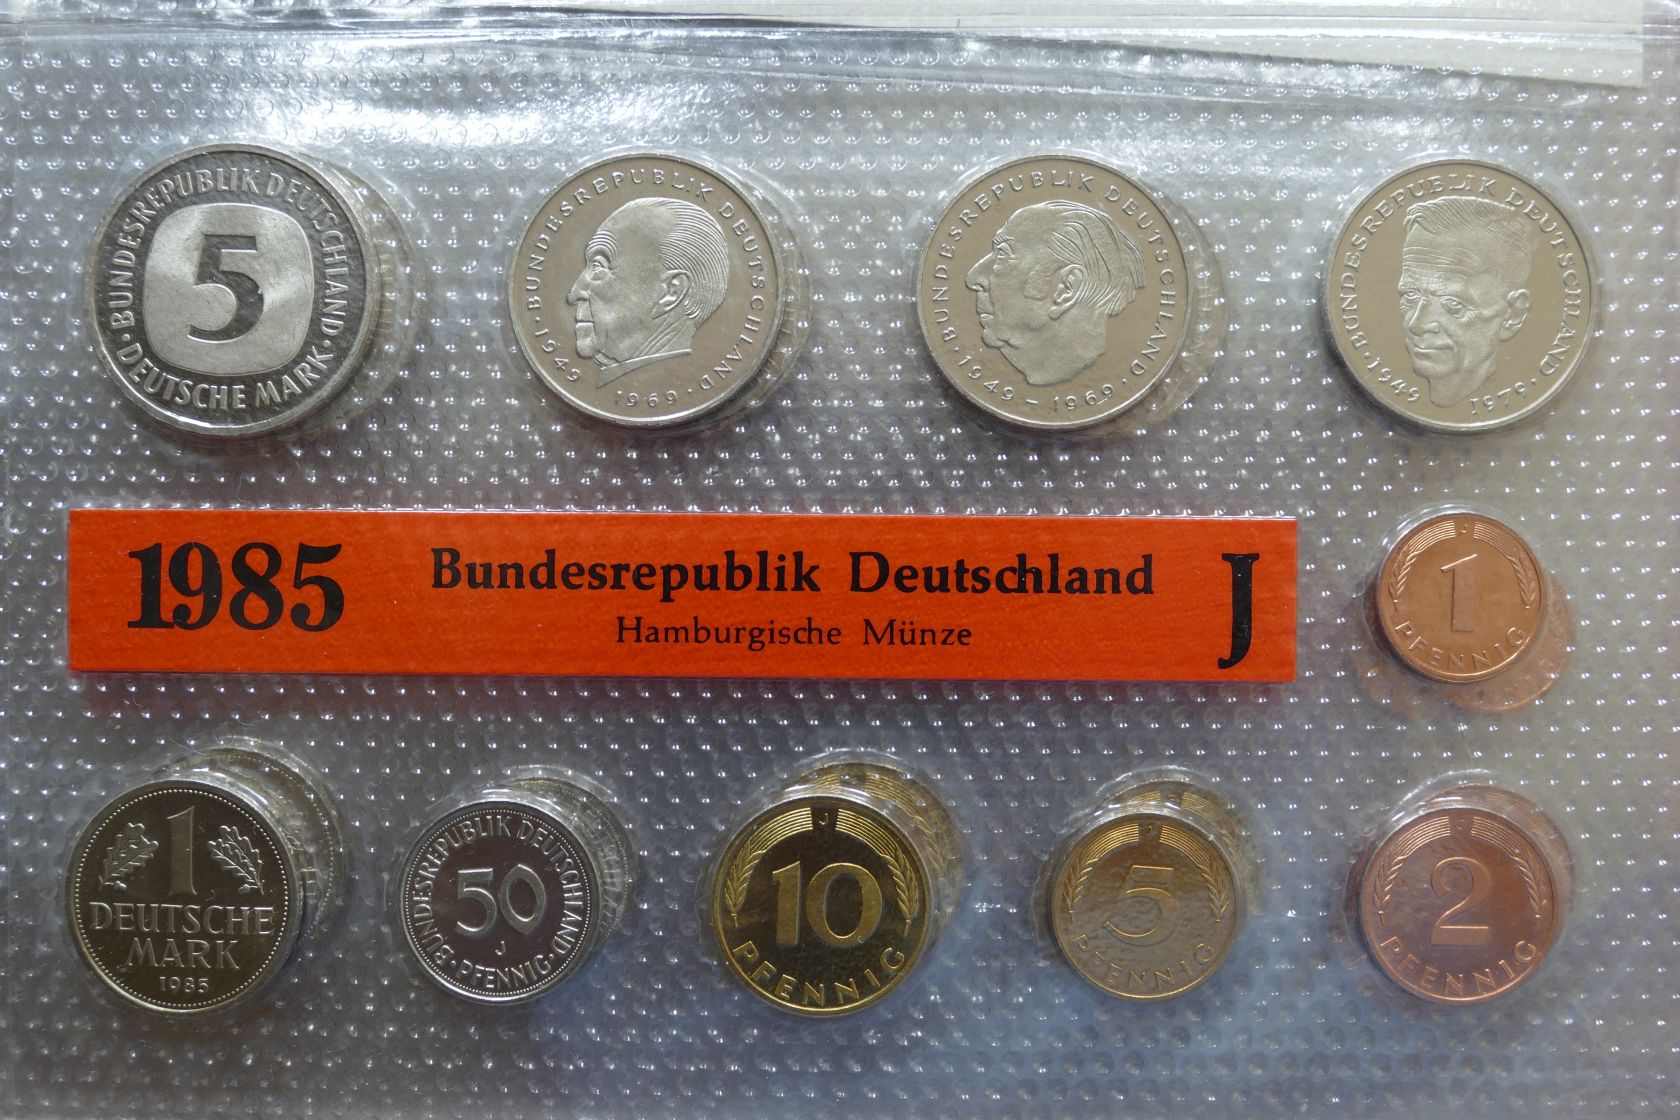 BUNDESREPUBLIK DEUTSCHLAND
5
DEUTSCHE MARK
BUNDESREPUBLIK DEUTSCHLAND
1949
1969
BUNDESREPUBLIK DEUTSCHLAND
1949 – 1969
BUNDESREPUBLIK DEUTSCHLAND
1949
1979
1985 Bundesrepublik Deutschland J
Hamburgische Münze
J
1
PFENNIG
1
DEUTSCHE
MARK
1985
BUNDESREPUBLIK DEUTSCHLAND
50
J
PFENNIG
J
10
PFENNIG
J
5
PFENNIG
J
2
PFENNIG